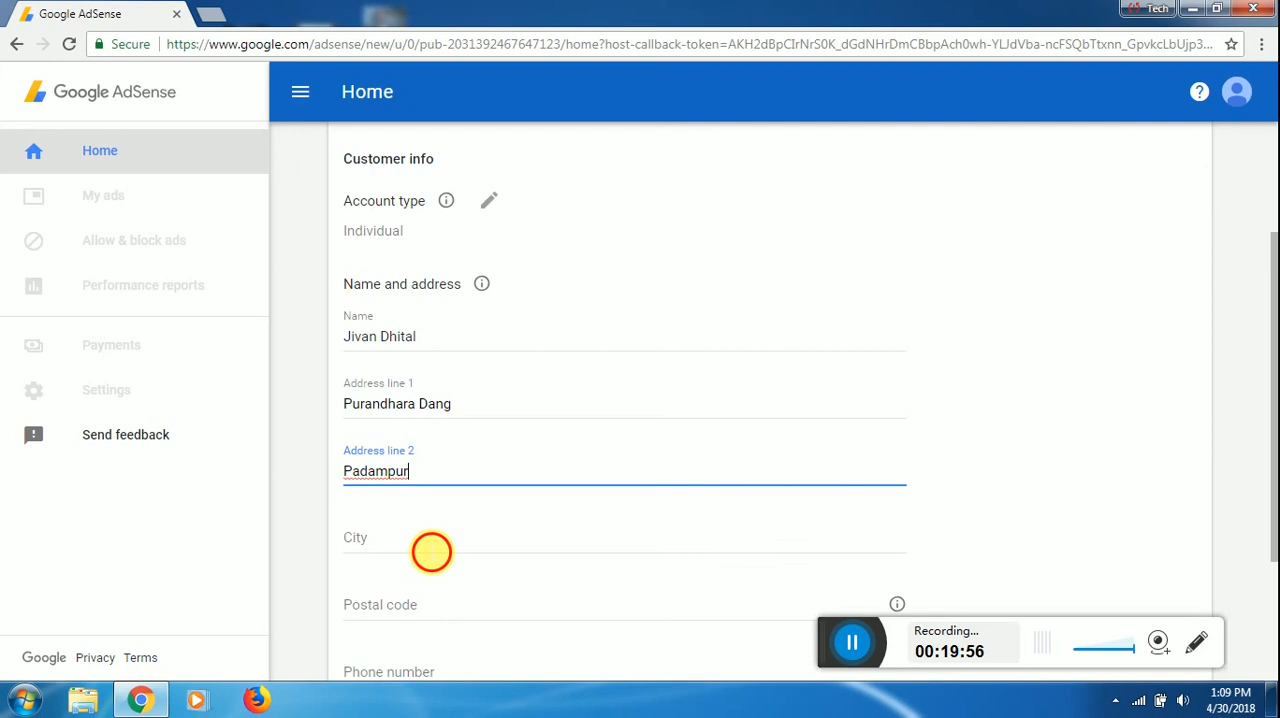 Google AdSense
Tech
Secure
https://www.google.com/adsense/new/u/0/pub-2031392467647123/home?host-callback-token=
Google AdSense
Home
?
Home
My ads
Allow & block ads
Performance reports
Payments
Settings
Send feedback
Customer info
Account type
Individual
Name and address
Name
Jivan Dhital
Address line 1
Purandhara Dang
Address line 2
Padampur
City
Postal code
Phone number
Recording...
00:19:56
Google Privacy Terms
1:09 PM
4/30/2018